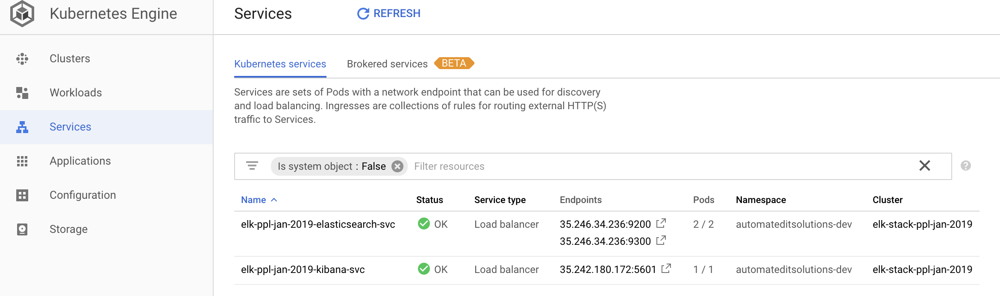 Kubernetes Engine
Services
REFRESH
Clusters
Workloads
Services
Applications
Configuration
Storage
Kubernetes services
Brokered services
BETA
Services are sets of Pods with a network endpoint that can be used for discovery
and load balancing. Ingresses are collections of rules for routing external HTTP(S)
traffic to Services.
Is system object : False
Filter resources
Name Status Service type Endpoints Pods Namespace Cluster
elk-ppl-jan-2019-elasticsearch-svc OK Load balancer 35.246.34.236:9200 2 / 2 automateditsolutions-dev elk-stack-ppl-jan-2019
35.246.34.236:9300
elk-ppl-jan-2019-kibana-svc OK Load balancer 35.242.180.172:5601 1 / 1 automateditsolutions-dev elk-stack-ppl-jan-2019